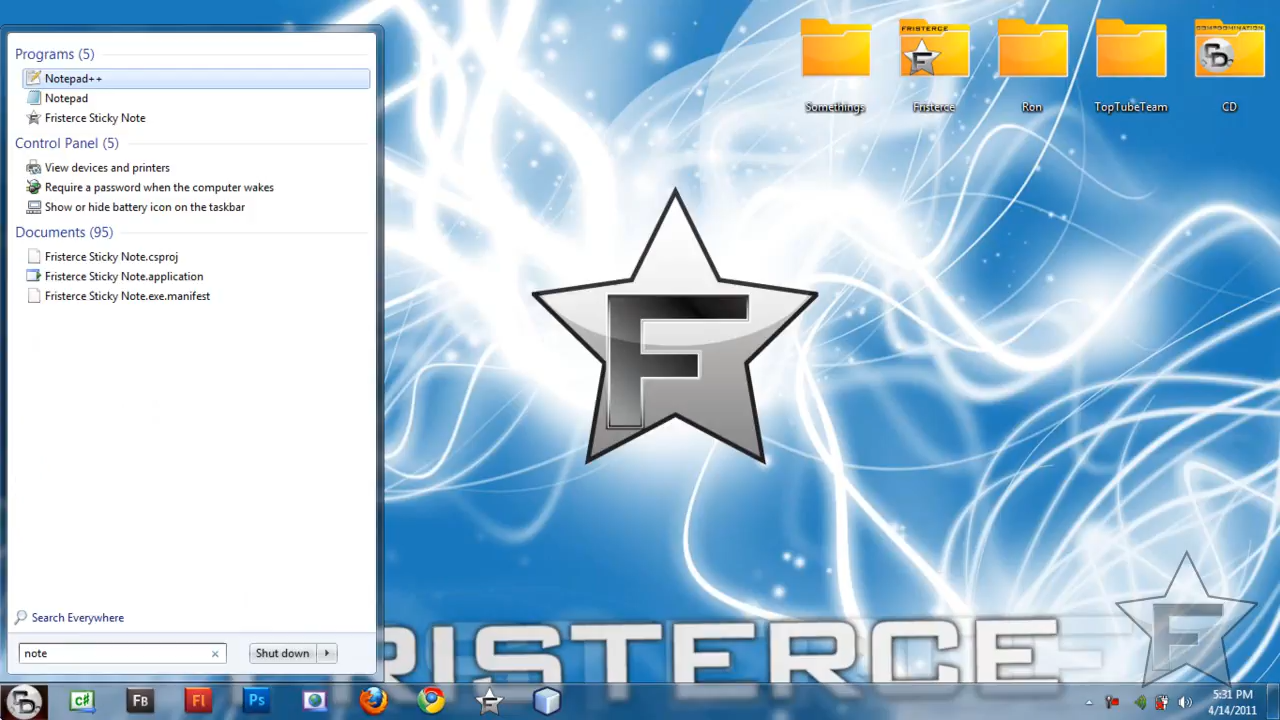 Programs (5)
Notepad++
Notepad
Fristerce Sticky Note
Control Panel (5)
View devices and printers
Require a password when the computer wakes
Show or hide battery icon on the taskbar
Documents (95)
Fristerce Sticky Note.csproj
Fristerce Sticky Note.application
Fristerce Sticky Note.exe.manifest
Search Everywhere
note
Shut down
FRISTERCE
Somethings
Fristerce
Ron
TopTubeTeam
CD
F
RISTERCE
F
C#
Fb
Fl
Ps
F
5:31 PM
4/14/2011